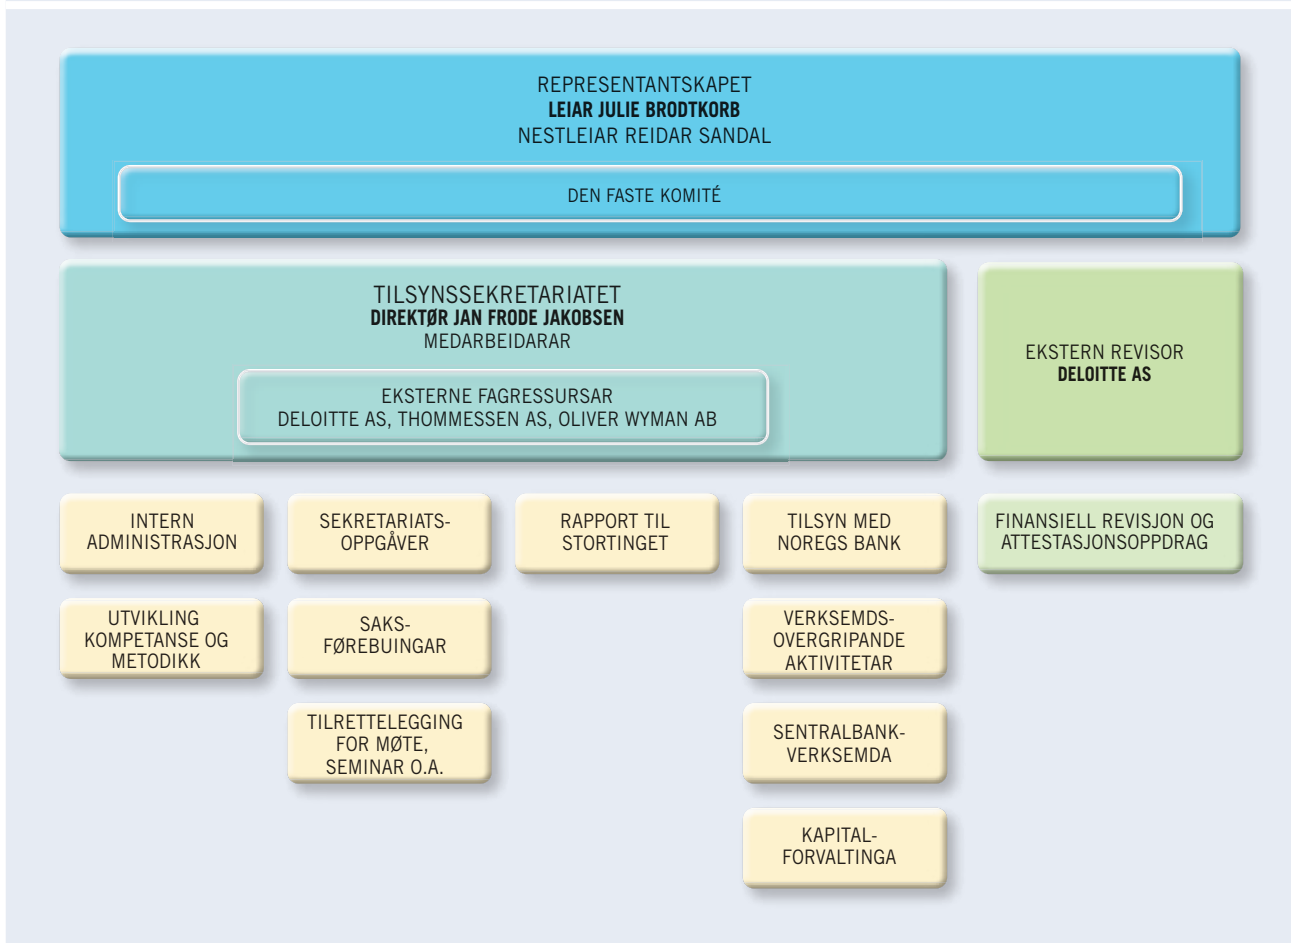 REPRESENTANTSKAPET
LEIAR JULIE BRODTKORB
NESTLEIAR REIDAR SANDAL
DEN FASTE KOMITÉ
TILSYNSSEKRETARIATET
DIREKTØR JAN FRODE JAKOBSEN
MEDARBEIDARAR
EKSTERNE FAGRESSURSAR
DELOITTE AS, THOMMESSEN AS, OLIVER WYMAN AB
EKSTERN REVISOR
DELOITTE AS
INTERN
ADMINISTRASJON
SEKRETARIATS-
OPPGÅVER
RAPPORT TIL
STORTINGET
TILSYN MED
NOREGS BANK
FINANSIELL REVISJON OG
ATTESTASJONSOPPDRAG
UTVIKLING
KOMPETANSE OG
METODIKK
SAKS-
FØREBUINGAR
VERKSEMDS-
OVERGRIPANDE
AKTIVITETAR
TILRETTELEGGING
FOR MØTE,
SEMINAR O.A.
SENTRALBANK-
VERKSEMDA
KAPITAL-
FORVALTINGA